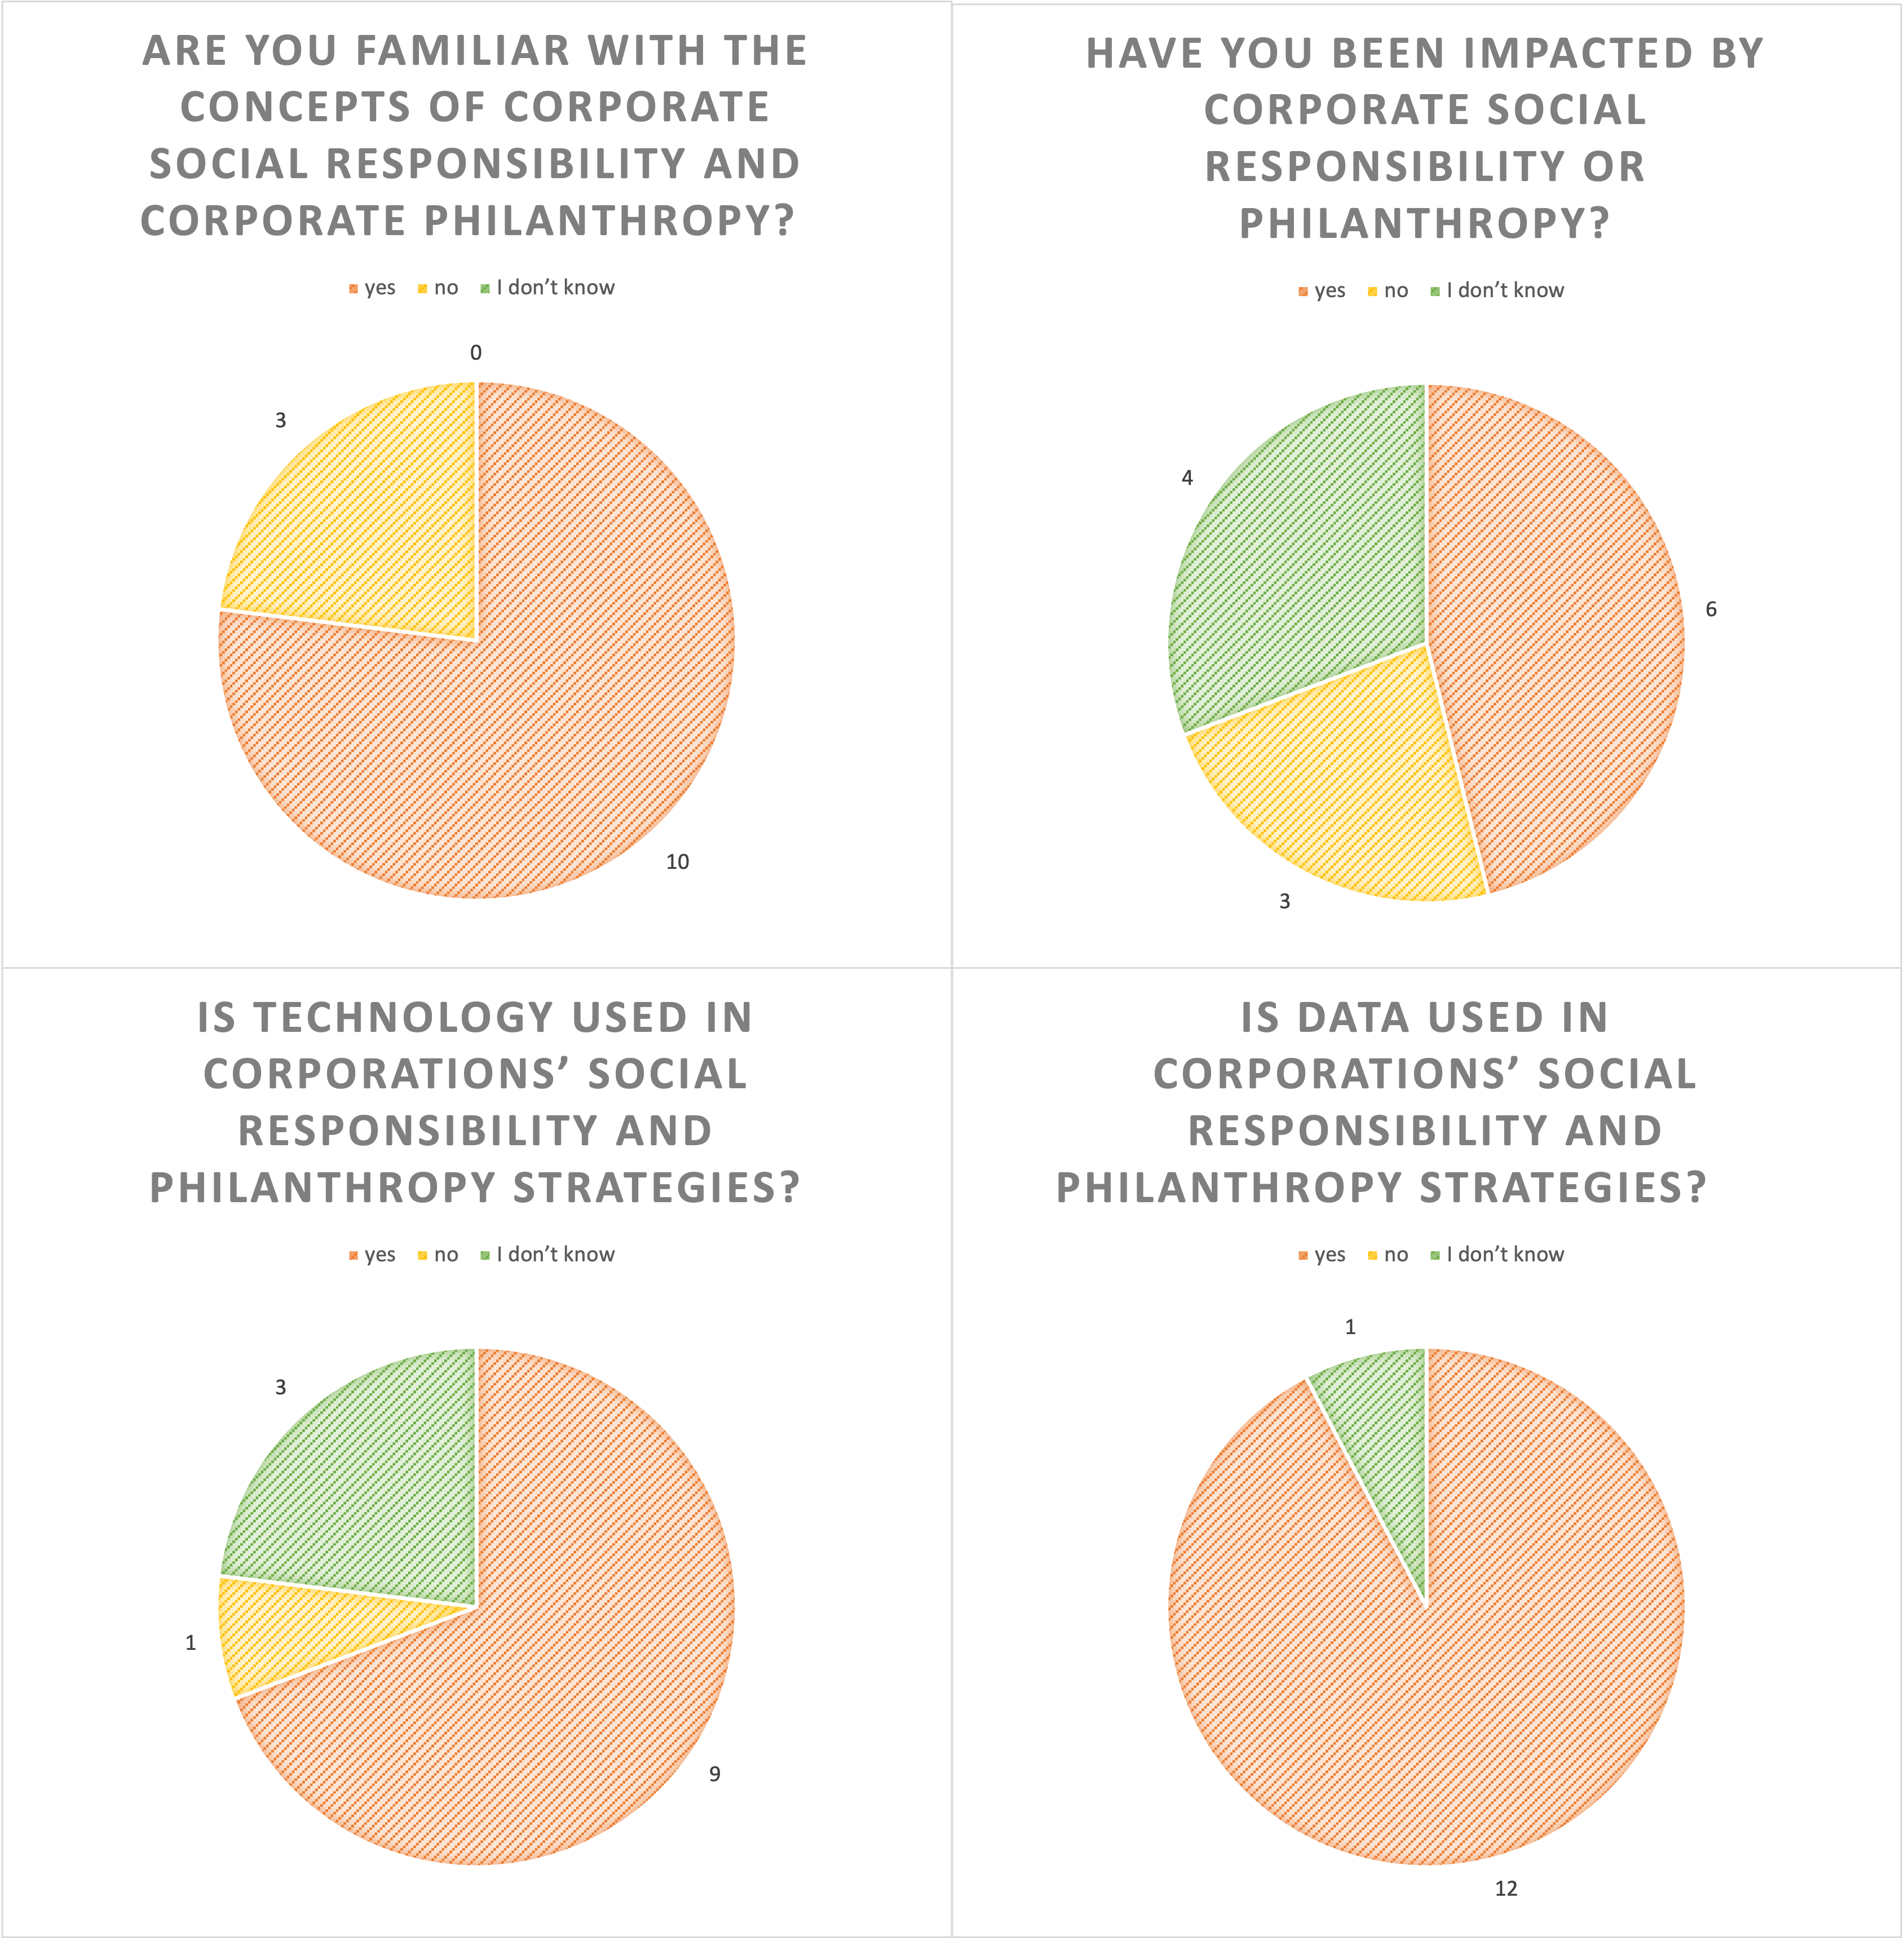 ARE YOU FAMILIAR WITH THE
CONCEPTS OF CORPORATE
SOCIAL RESPONSIBILITY AND
CORPORATE PHILANTHROPY?
yes no I don’t know
0
3
10
HAVE YOU BEEN IMPACTED BY
CORPORATE SOCIAL
RESPONSIBILITY OR
PHILANTHROPY?
yes no I don’t know
4
6
3
IS TECHNOLOGY USED IN
CORPORATIONS’ SOCIAL
RESPONSIBILITY AND
PHILANTHROPY STRATEGIES?
yes no I don’t know
3
1
9
IS DATA USED IN
CORPORATIONS’ SOCIAL
RESPONSIBILITY AND
PHILANTHROPY STRATEGIES?
yes no I don’t know
1
12